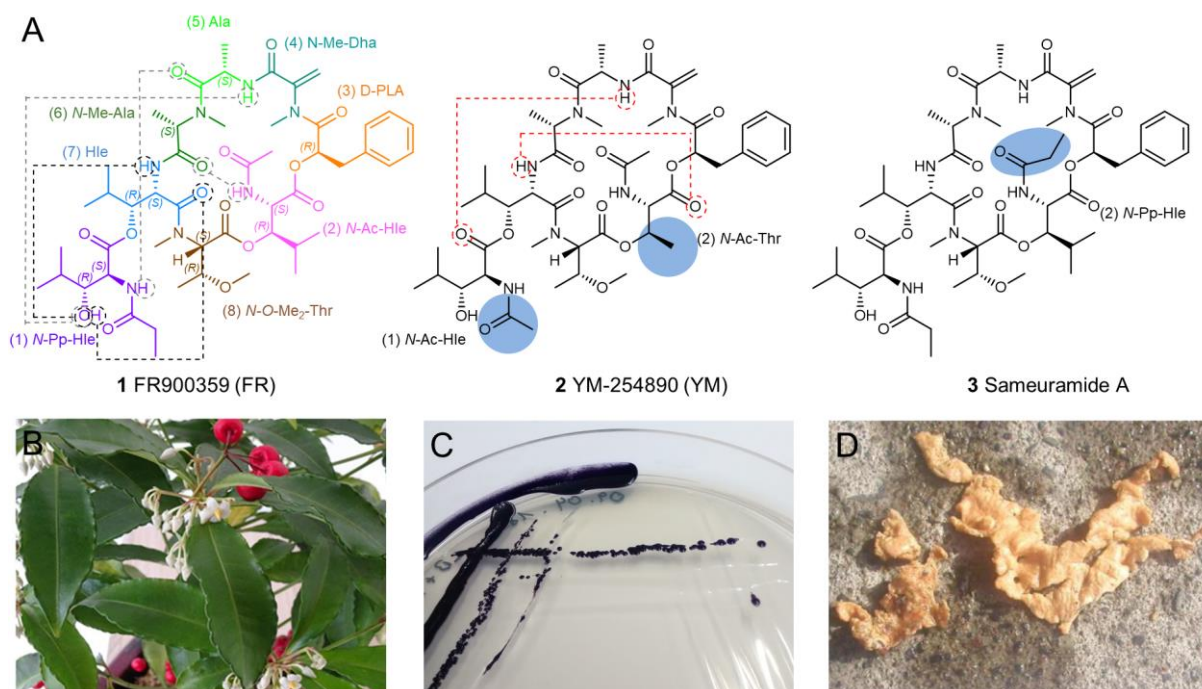 A
(5) Ala
(4) N-Me-Dha
(3) D-PLA
(6) N-Me-Ala
(7) Hle
(2) N-Ac-Hle
(8) N-O-Me₂-Thr
(1) N-Pp-Hle
1 FR900359 (FR)
(2) N-Ac-Thr
(1) N-Ac-Hle
2 YM-254890 (YM)
(2) N-Pp-Hle
3 Sameuramide A
B
C
D